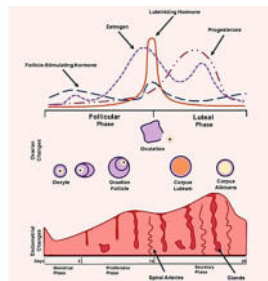 Luteinizing Hormone
Estrogen
Progesterone
Follicle-Stimulating Hormone
Follicular
Phase
Luteal
Phase
Ovulation
Ovarian
Changes
Oocyte
Graafian
Follicle
Corpus
Luteum
Corpus
Albicans
Endometrial
Changes
Days
Menstrual
Phase
Proliferative
Phase
Secretory
Phase
Spiral Arteries
Glands